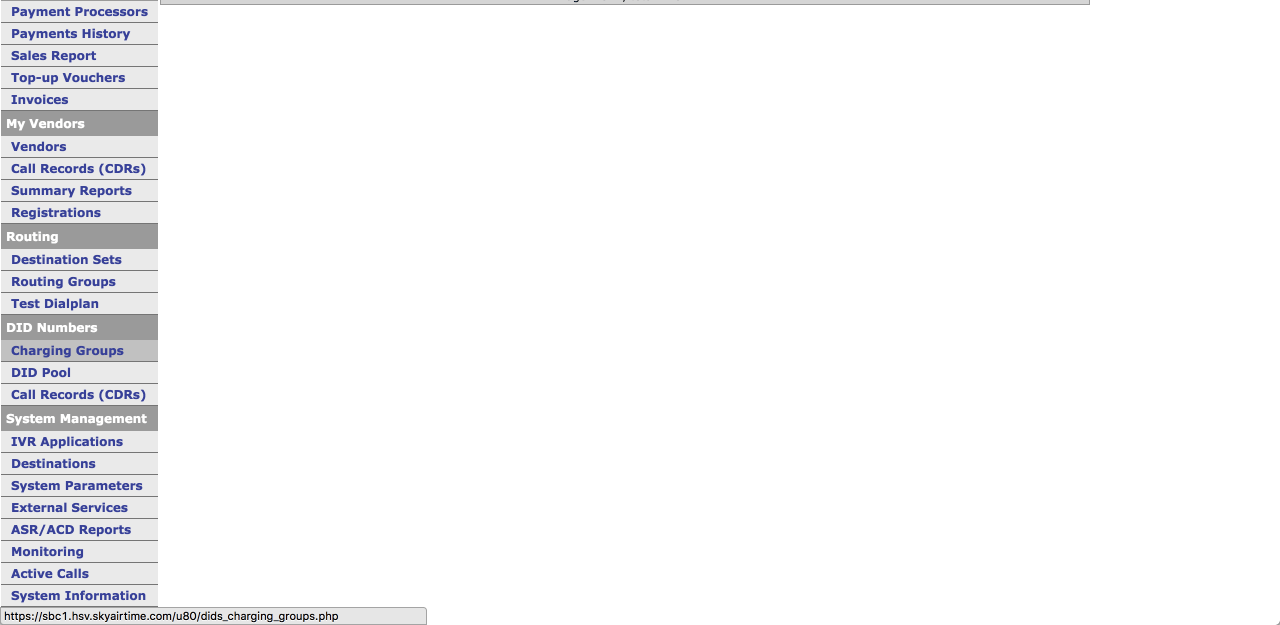 Payment Processors
Payments History
Sales Report
Top-up Vouchers
Invoices
My Vendors
Vendors
Call Records (CDRs)
Summary Reports
Registrations
Routing
Destination Sets
Routing Groups
Test Dialplan
DID Numbers
Charging Groups
DID Pool
Call Records (CDRs)
System Management
IVR Applications
Destinations
System Parameters
External Services
ASR/ACD Reports
Monitoring
Active Calls
System Information
https://sbc1.hsv.skyairtime.com/u80/dids_charging_groups.php